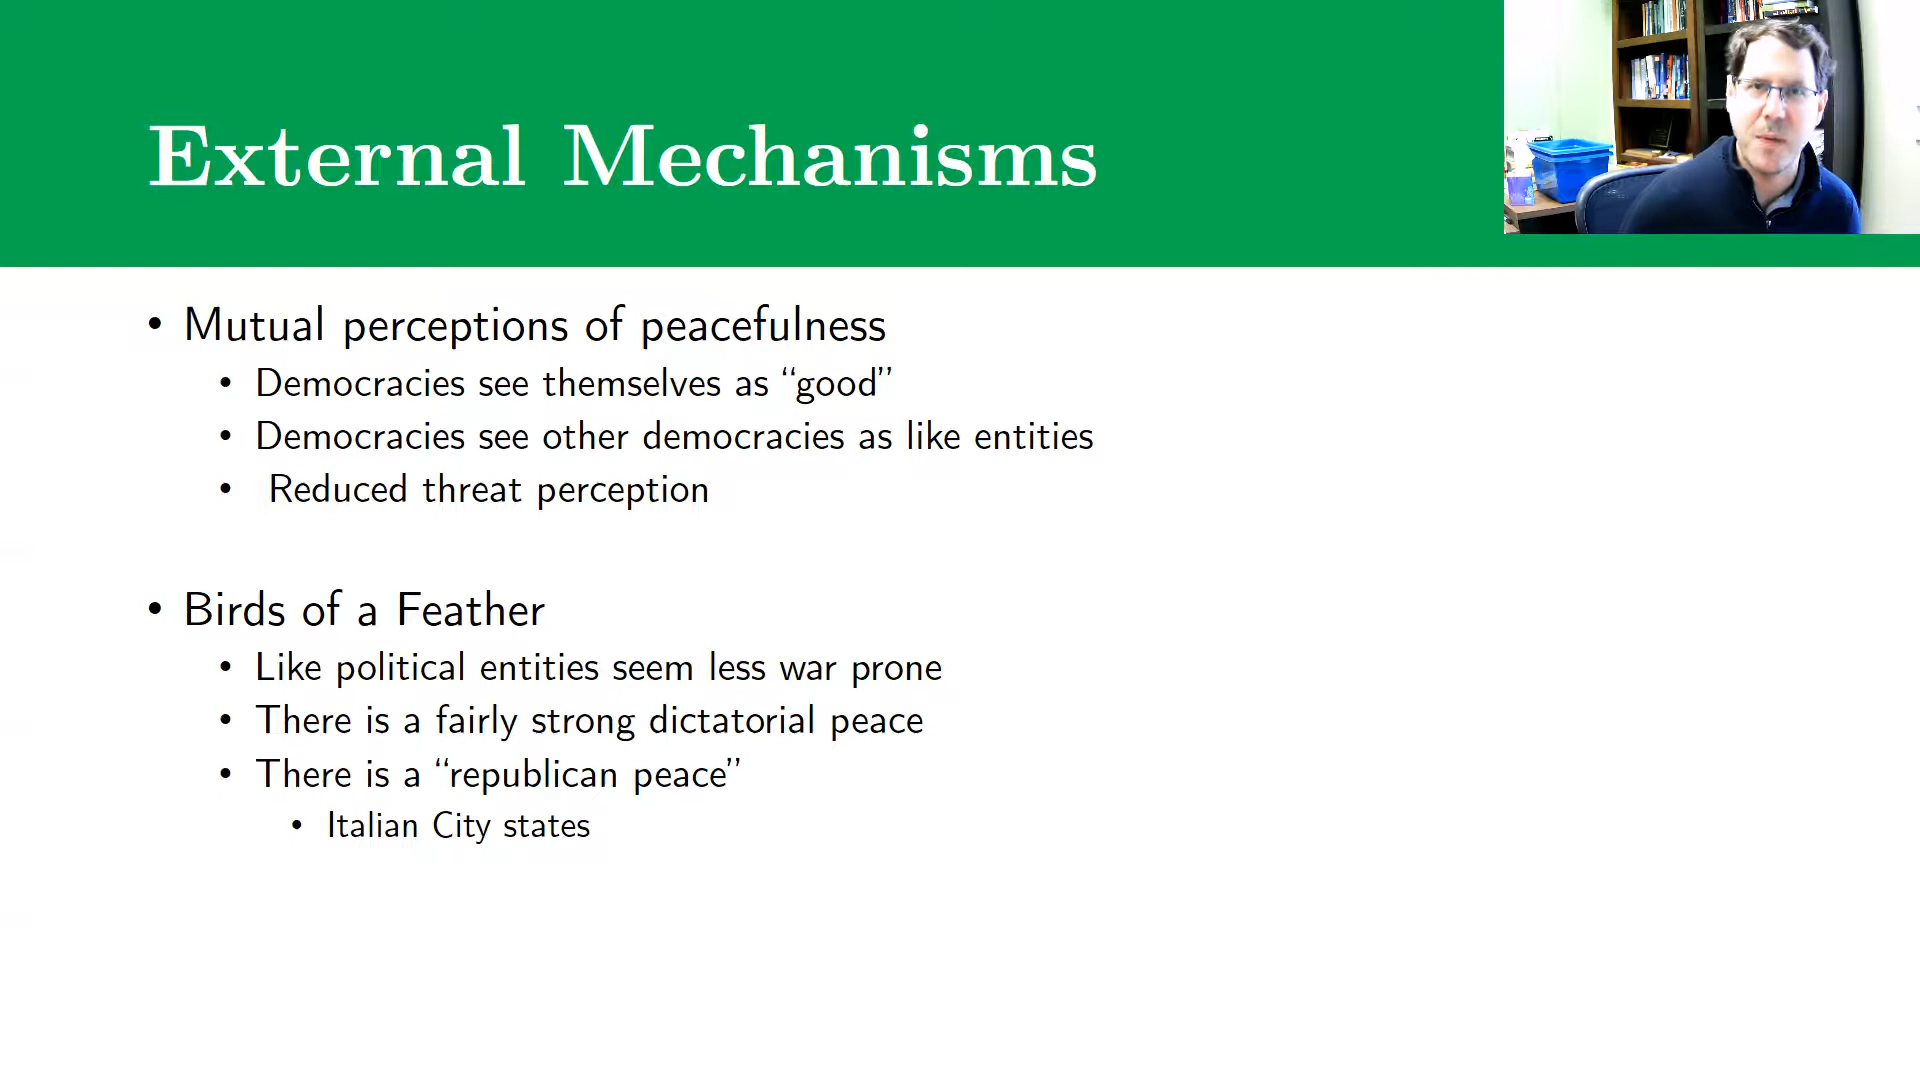 External Mechanisms
• Mutual perceptions of peacefulness
• Democracies see themselves as “good”
• Democracies see other democracies as like entities
• Reduced threat perception
• Birds of a Feather
• Like political entities seem less war prone
• There is a fairly strong dictatorial peace
• There is a “republican peace”
• Italian City states